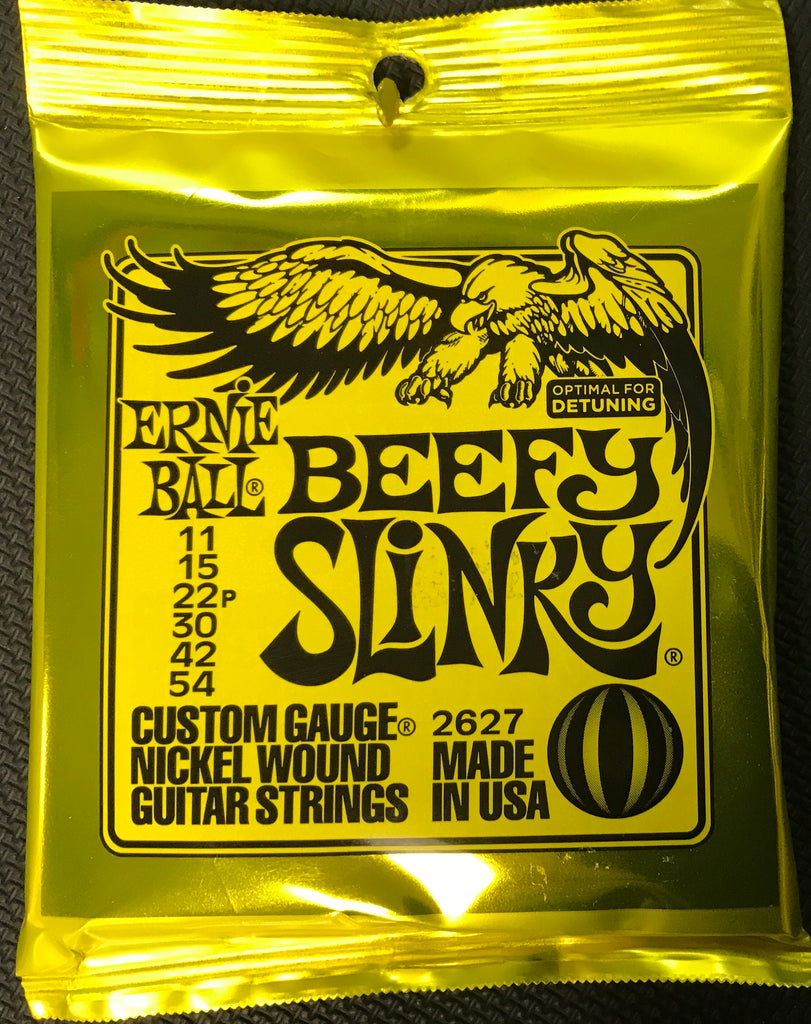 OPTIMAL FOR
DETUNING
ERNiE
BALL®
BEEFY
SLiNKY®
11
15
22P
30
42
54
CUSTOM GAUGE®
NICKEL WOUND
GUITAR STRINGS
2627
MADE
IN USA